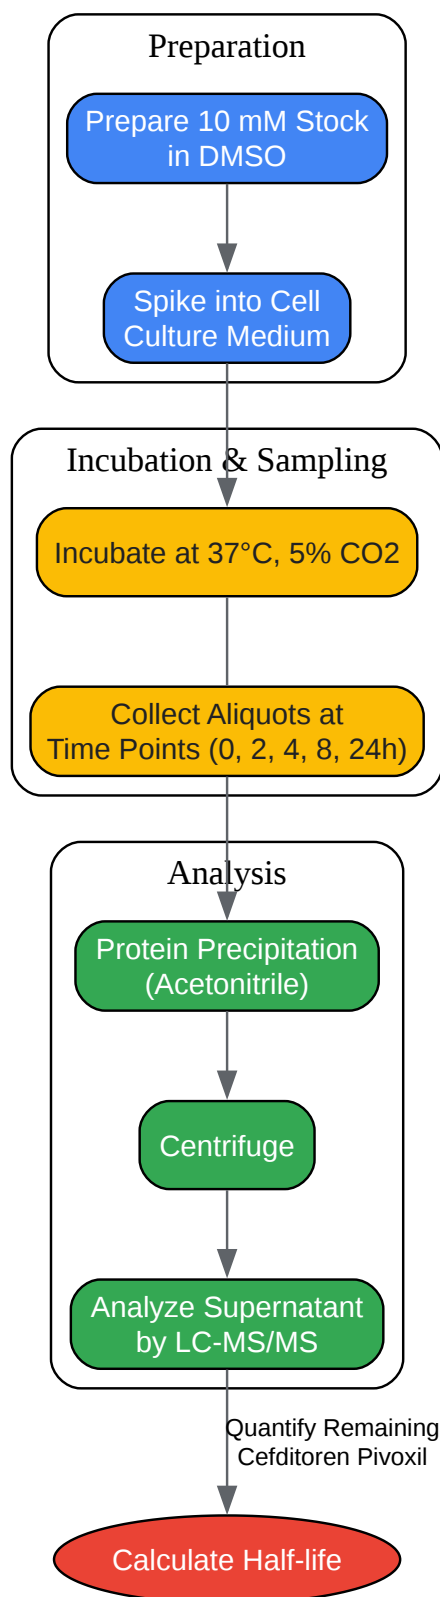 Preparation
Prepare 10 mM Stock
in DMSO
Spike into Cell
Culture Medium
Incubation & Sampling
Incubate at 37°C, 5% CO2
Collect Aliquots at
Time Points (0, 2, 4, 8, 24h)
Analysis
Protein Precipitation
(Acetonitrile)
Centrifuge
Analyze Supernatant
by LC-MS/MS
Quantify Remaining
Cefditoren Pivoxil
Calculate Half-life